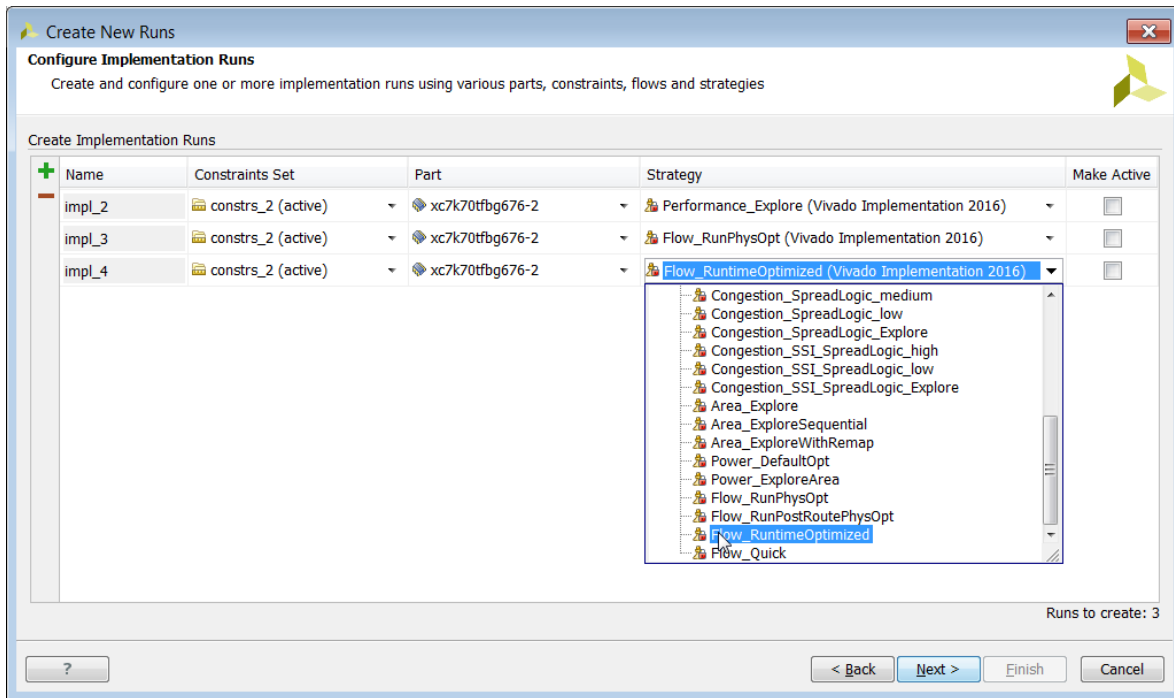 Create New Runs
Configure Implementation Runs
Create and configure one or more implementation runs using various parts, constraints, flows and strategies
Create Implementation Runs
Name Constraints Set Part Strategy Make Active
impl_2 constrs_2 (active) xc7k70tfbg676-2 Performance_Explore (Vivado Implementation 2016)
impl_3 constrs_2 (active) xc7k70tfbg676-2 Flow_RunPhysOpt (Vivado Implementation 2016)
impl_4 constrs_2 (active) xc7k70tfbg676-2 Flow_RuntimeOptimized (Vivado Implementation 2016)
Congestion_SpreadLogic_medium
Congestion_SpreadLogic_low
Congestion_SpreadLogic_Explore
Congestion_SSI_SpreadLogic_high
Congestion_SSI_SpreadLogic_low
Congestion_SSI_SpreadLogic_Explore
Area_Explore
Area_ExploreSequential
Area_ExploreWithRemap
Power_DefaultOpt
Power_ExploreArea
Flow_RunPhysOpt
Flow_RunPostRoutePhysOpt
Flow_RuntimeOptimized
Flow_Quick
Runs to create: 3
? < Back Next > Finish Cancel